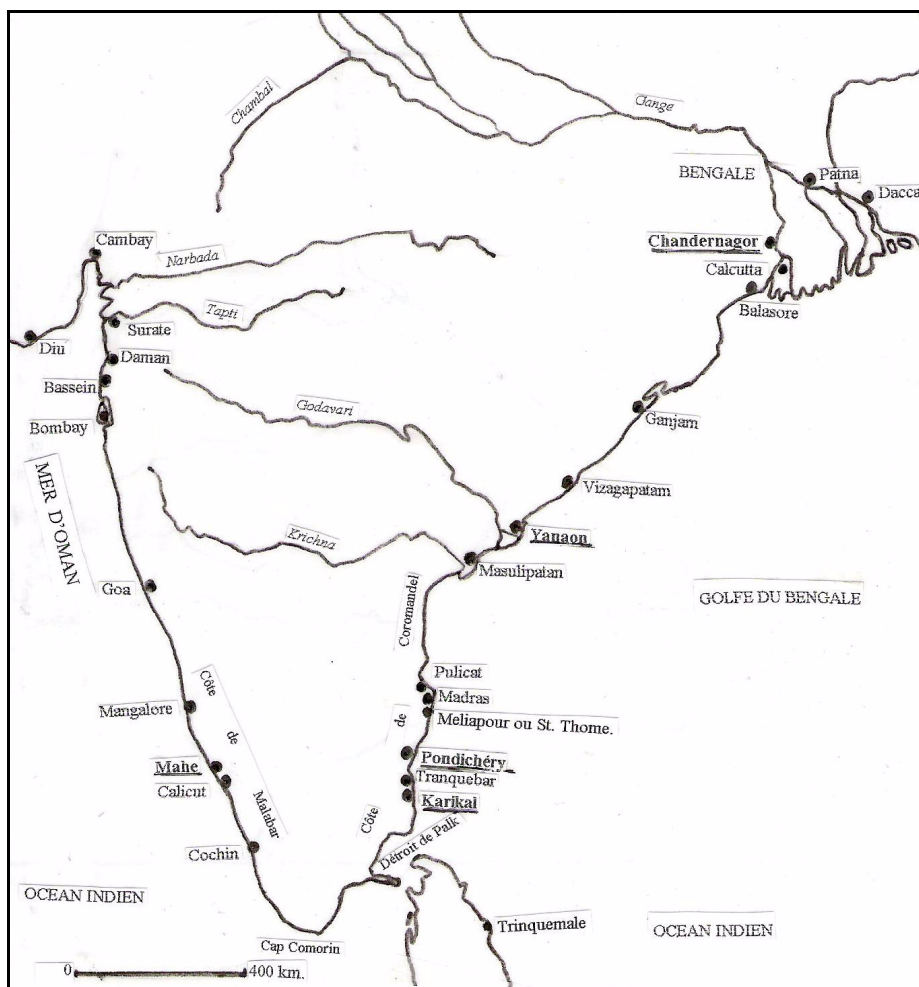 Chambal
Gange
BENGALE
Patna
Dacca
Chandernagor
Calcutta
Balasore
Cambay
Narbada
Tapti
Surate
Diu
Daman
Bassein
Bombay
Godavari
Ganjam
Vizagapatam
Yanaon
Krichna
Masulipatan
MER D'OMAN
Goa
GOLFE DU BENGALE
Côte de Coromandel
Pulicat
Madras
Meliapour ou St. Thome.
Mangalore
Côte de Malabar
Mahe
Calicut
Pondichéry
Tranquebar
Karikal
Cochin
Détroit de Palk
OCEAN INDIEN
Trinquemale
OCEAN INDIEN
Cap Comorin
0 400 km.